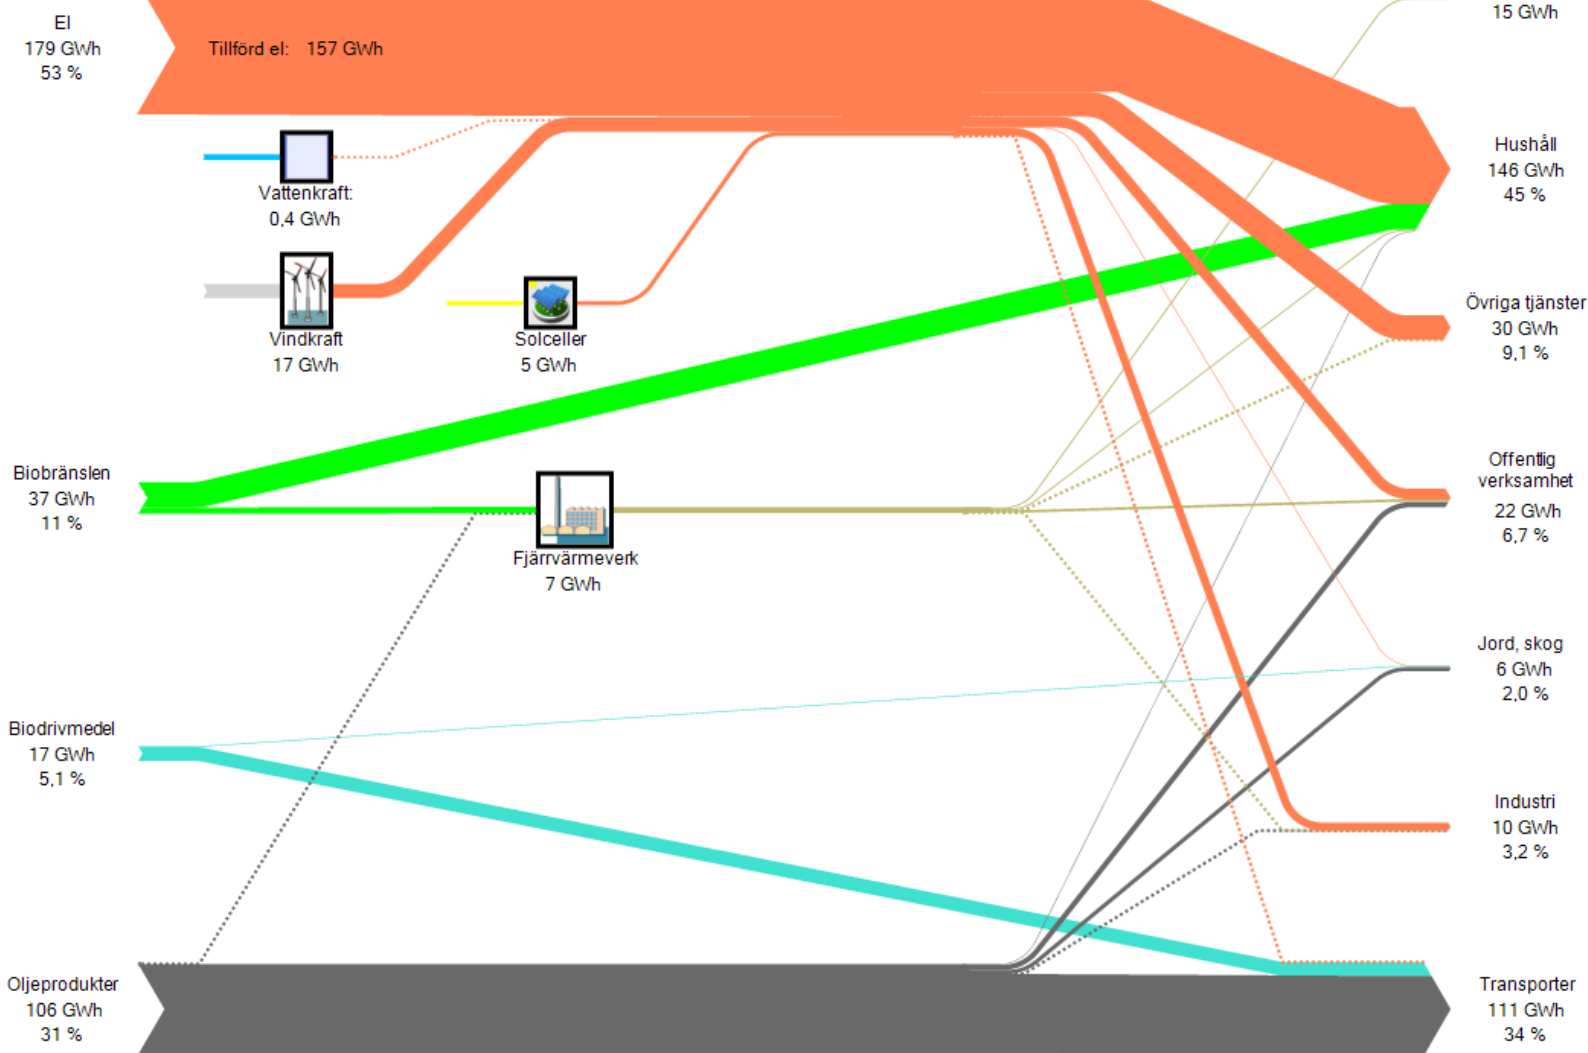 El
179 GWh
53 %
Tillförd el: 157 GWh
15 GWh
Vattenkraft:
0,4 GWh
Hushåll
146 GWh
45 %
Vindkraft
17 GWh
Solceller
5 GWh
Övriga tjänster
30 GWh
9,1 %
Biobränslen
37 GWh
11 %
Fjärrvärmeverk
7 GWh
Offentlig
verksamhet
22 GWh
6,7 %
Jord, skog
6 GWh
2,0 %
Biodrivmedel
17 GWh
5,1 %
Industri
10 GWh
3,2 %
Oljeprodukter
106 GWh
31 %
Transporter
111 GWh
34 %